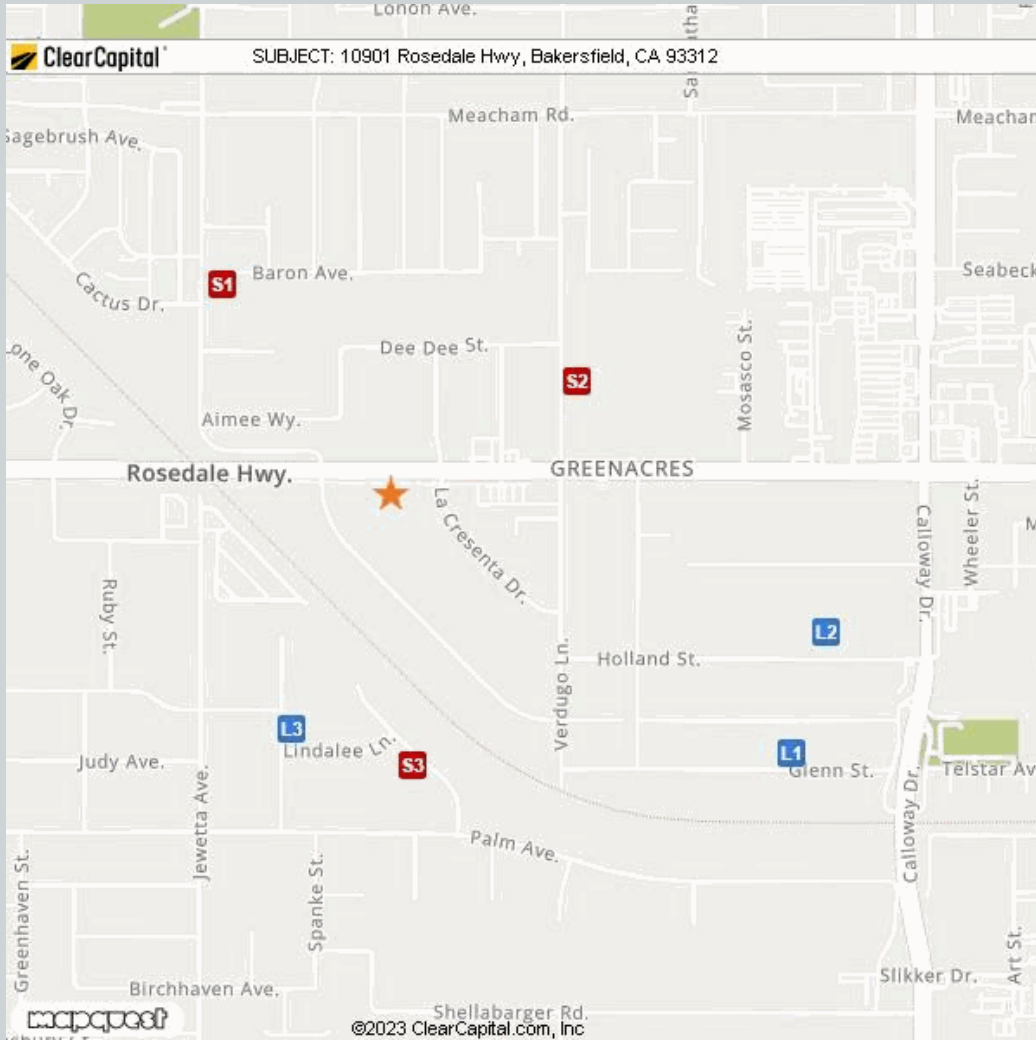 Lonon Ave.
ClearCapital
SUBJECT: 10901 Rosedale Hwy, Bakersfield, CA 93312
Meacham Rd.
Meacham
Sagebrush Ave.
Baron Ave.
Seabeck
S1
Cactus Dr.
Dee Dee St.
Mosasco St.
Lone Oak Dr.
S2
Aimee Wy.
Rosedale Hwy.
GREENACRES
La Cresenta Dr.
Calloway Dr.
Wheeler St.
Ruby St.
L2
Holland St.
Verdugo Ln.
L3
Lindalee Ln.
Judy Ave.
S3
L1
Glenn St.
Telstar Av
Jewetta Ave.
Calloway Dr.
Palm Ave.
Greenhaven St.
Spanke St.
Art St.
Slikker Dr.
Birchhaven Ave.
Shellabarger Rd.
mapquest
©2023 ClearCapital.com, Inc